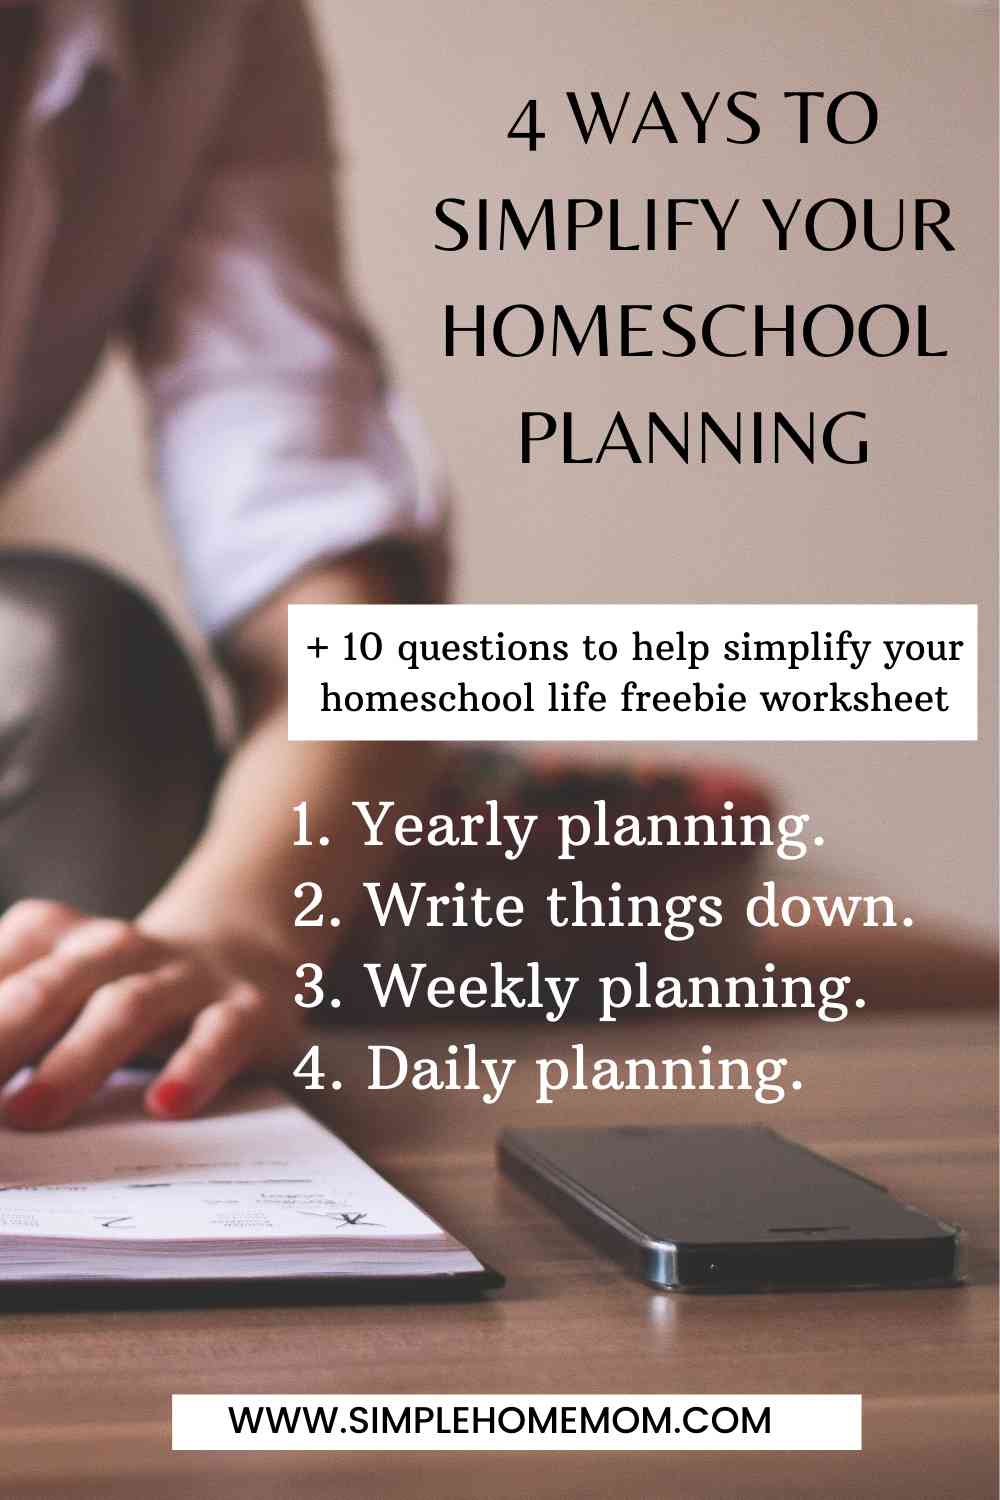 4 WAYS TO
SIMPLIFY YOUR
HOMESCHOOL
PLANNING
+ 10 questions to help simplify your
homeschool life freebie worksheet
1. Yearly planning.
2. Write things down.
3. Weekly planning.
4. Daily planning.
WWW.SIMPLEHOMEMOM.COM